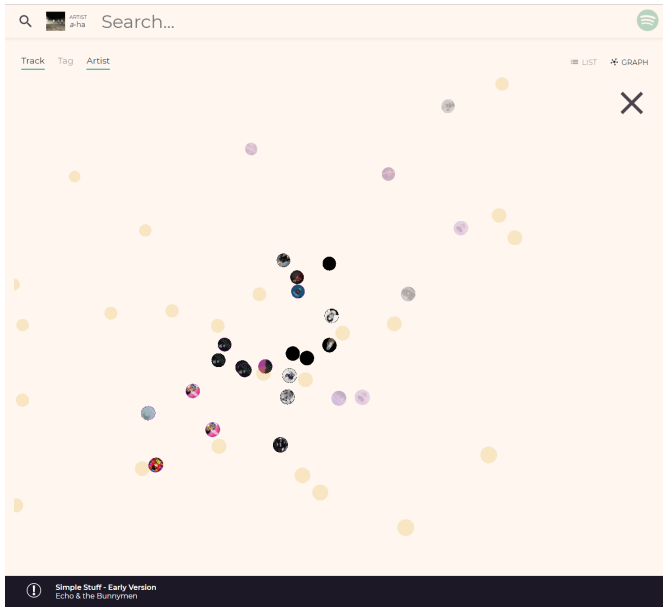 ARTIST
a-ha
Search...
Track Tag Artist
LIST GRAPH
Simple Stuff - Early Version
Echo & the Bunnymen